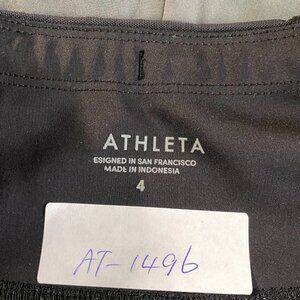 ATHLETA
ESIGNED IN SAN FRANCISCO
MADE IN INDONESIA
4
AT-1496